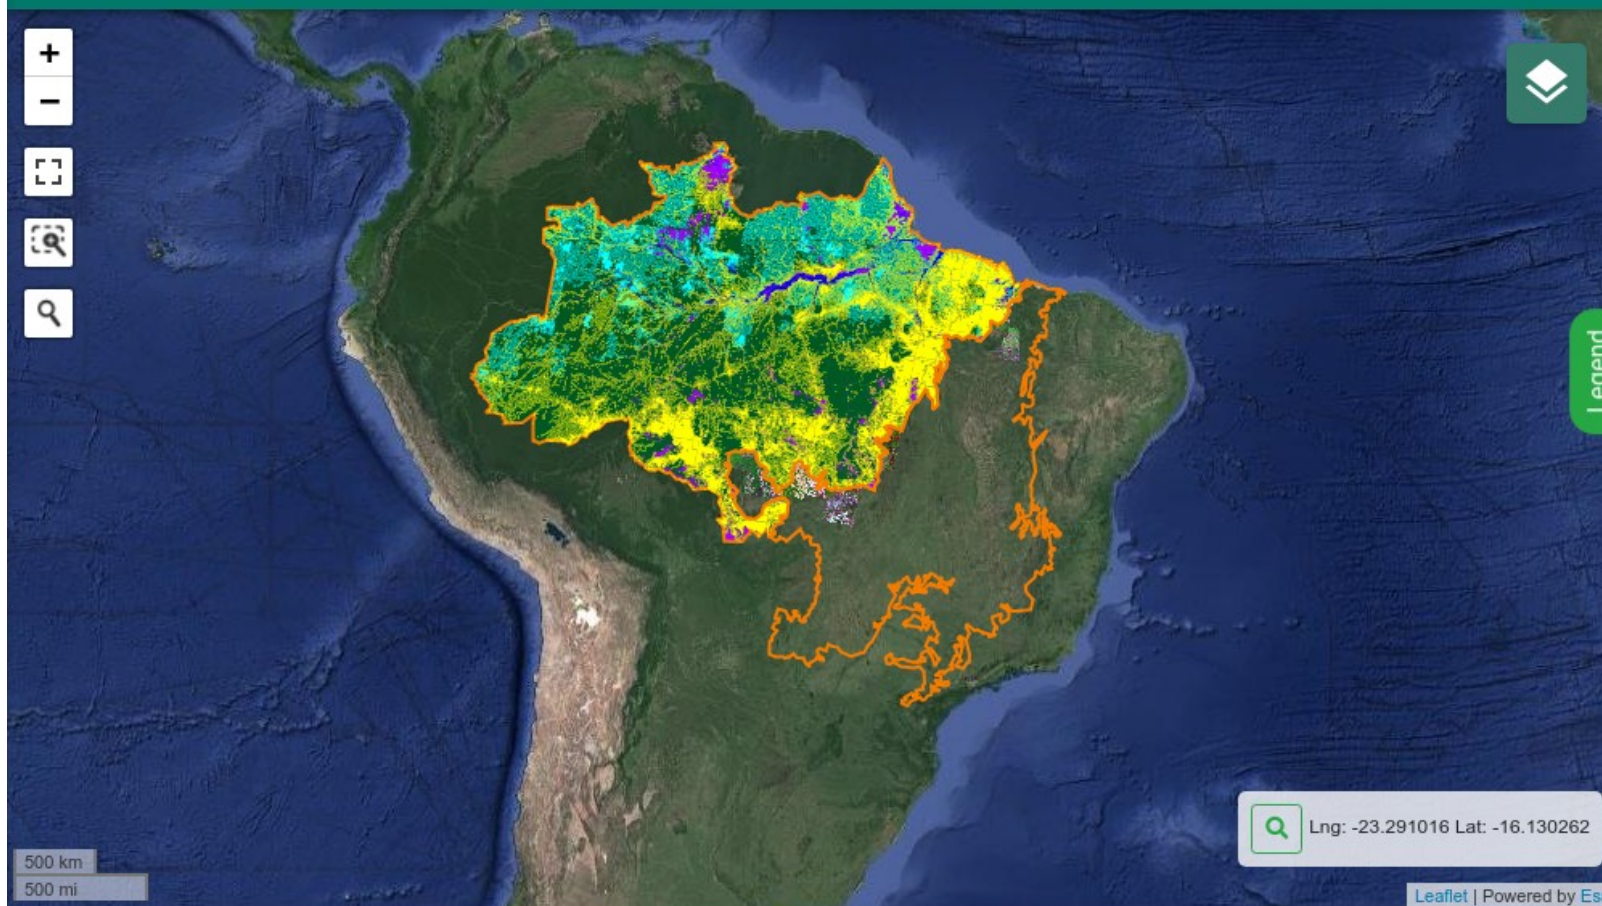 +
−
Legend
Lng: -23.291016 Lat: -16.130262
500 km
500 mi
Leaflet | Powered by Es